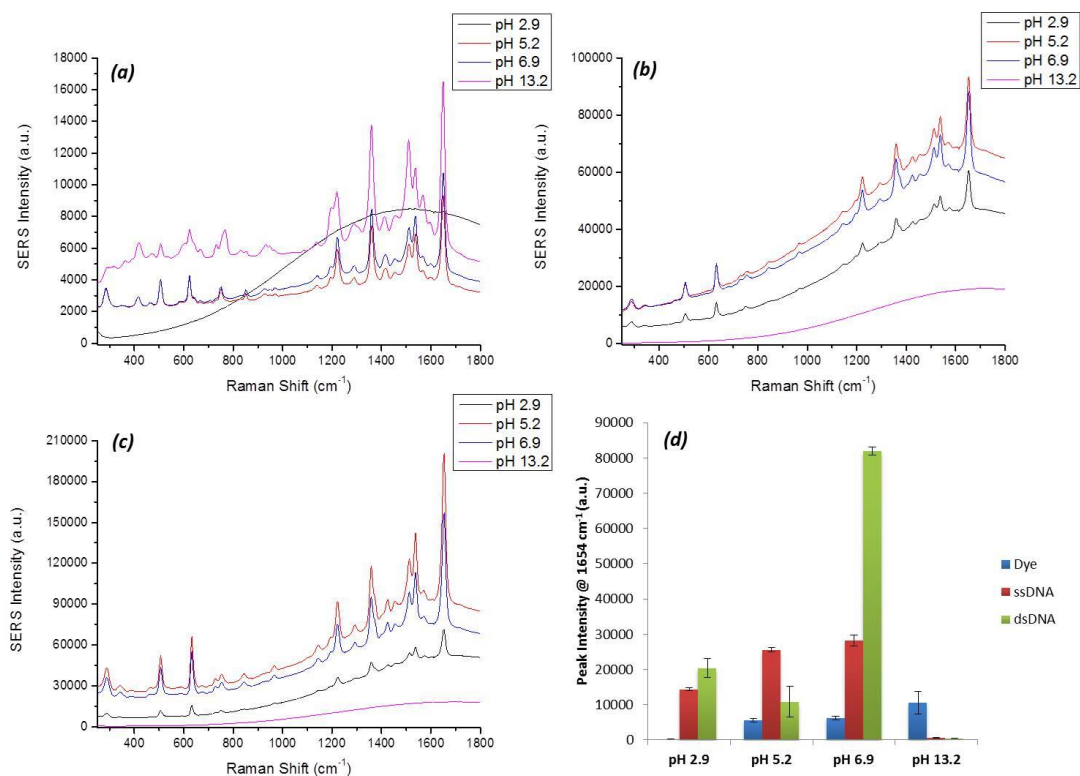 (a)
pH 2.9
pH 5.2
pH 6.9
pH 13.2
SERS Intensity (a.u.)
18000
16000
14000
12000
10000
8000
6000
4000
2000
0
400 600 800 1000 1200 1400 1600 1800
Raman Shift (cm⁻¹)
(b)
pH 2.9
pH 5.2
pH 6.9
pH 13.2
SERS Intensity (a.u.)
100000
80000
60000
40000
20000
0
400 600 800 1000 1200 1400 1600 1800
Raman Shift (cm⁻¹)
(c)
pH 2.9
pH 5.2
pH 6.9
pH 13.2
SERS Intensity (a.u.)
210000
180000
150000
120000
90000
60000
30000
0
400 600 800 1000 1200 1400 1600 1800
Raman Shift (cm⁻¹)
(d)
Peak Intensity @ 1654 cm⁻¹ (a.u.)
90000
80000
70000
60000
50000
40000
30000
20000
10000
0
pH 2.9 pH 5.2 pH 6.9 pH 13.2
Dye
ssDNA
dsDNA